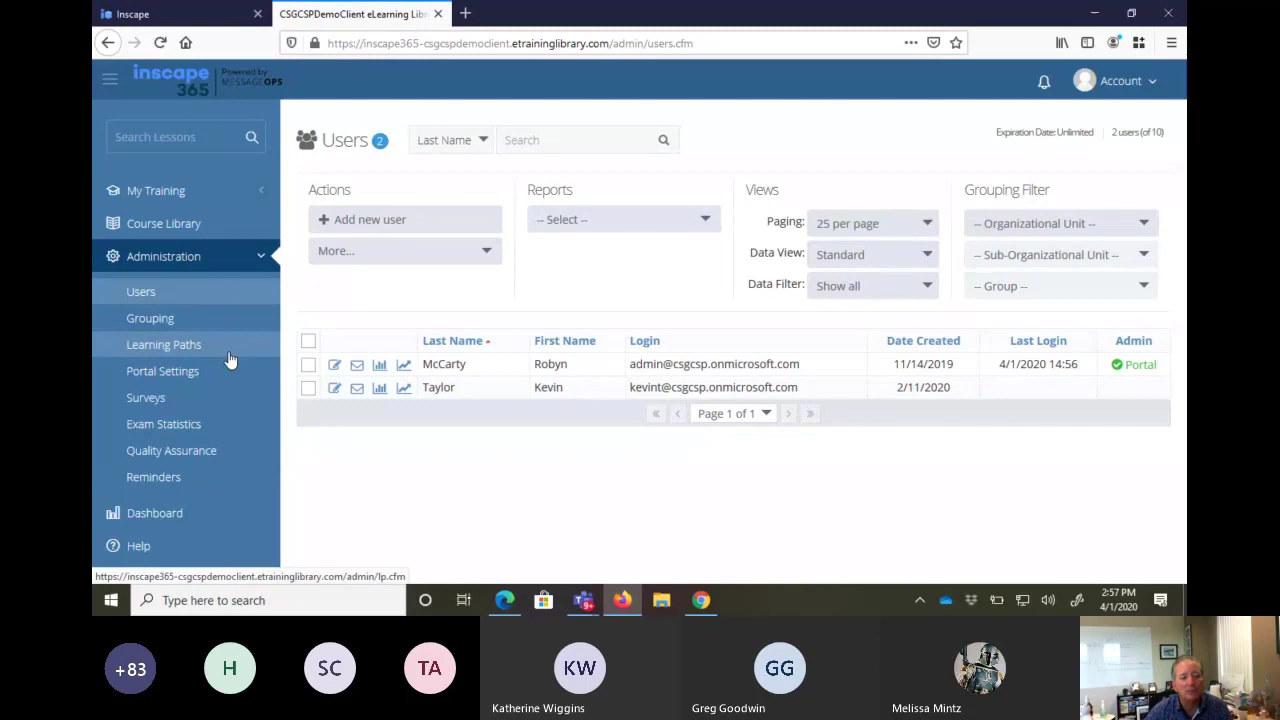 Inscape
CSGCSPDemoClient eLearning Lib
https://inscape365-csgcspdemoclient.etraininglibrary.com/admin/users.cfm
inscape 365
Powered by
MESSAGEOPS
Account
Search Lessons
My Training
Course Library
Administration
Users
Grouping
Learning Paths
Portal Settings
Surveys
Exam Statistics
Quality Assurance
Reminders
Dashboard
Help
Users 2
Last Name
Search
Expiration Date: Unlimited
2 users (of 10)
Actions
Add new user
More...
Reports
-- Select --
Views
Paging: 25 per page
Data View: Standard
Data Filter: Show all
Grouping Filter
-- Organizational Unit --
-- Sub-Organizational Unit --
-- Group --
Last Name First Name Login Date Created Last Login Admin
McCarty Robyn admin@csgcsp.onmicrosoft.com 11/14/2019 4/1/2020 14:56 Portal
Taylor Kevin kevint@csgcsp.onmicrosoft.com 2/11/2020
Page 1 of 1
https://inscape365-csgcspdemoclient.etraininglibrary.com/admin/lp.cfm
Type here to search
9+
2:57 PM
4/1/2020
+83
H
SC
TA
KW
Katherine Wiggins
GG
Greg Goodwin
Melissa Mintz